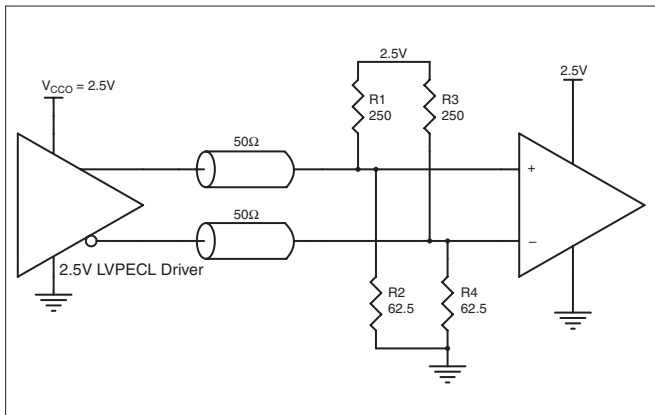 2.5V
2.5V
V_CCO = 2.5V
R1
250
R3
250
50Ω
+
50Ω
–
2.5V LVPECL Driver
R2
62.5
R4
62.5